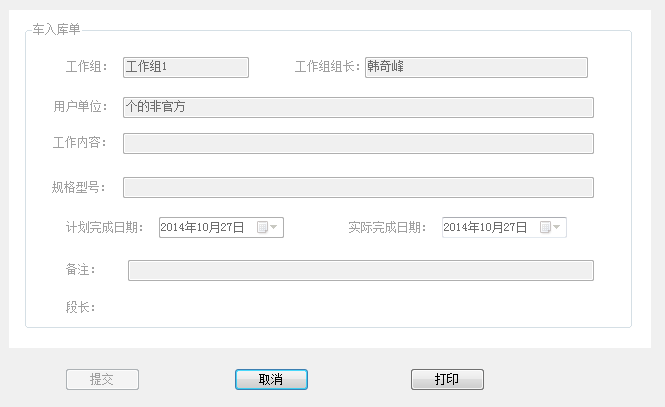 车入库单
工作组: 工作组1 工作组组长: 韩奇峰
用户单位: 个的非官方
工作内容:
规格型号:
计划完成日期: 2014年10月27日 实际完成日期: 2014年10月27日
备注:
段长:
提交 取消 打印